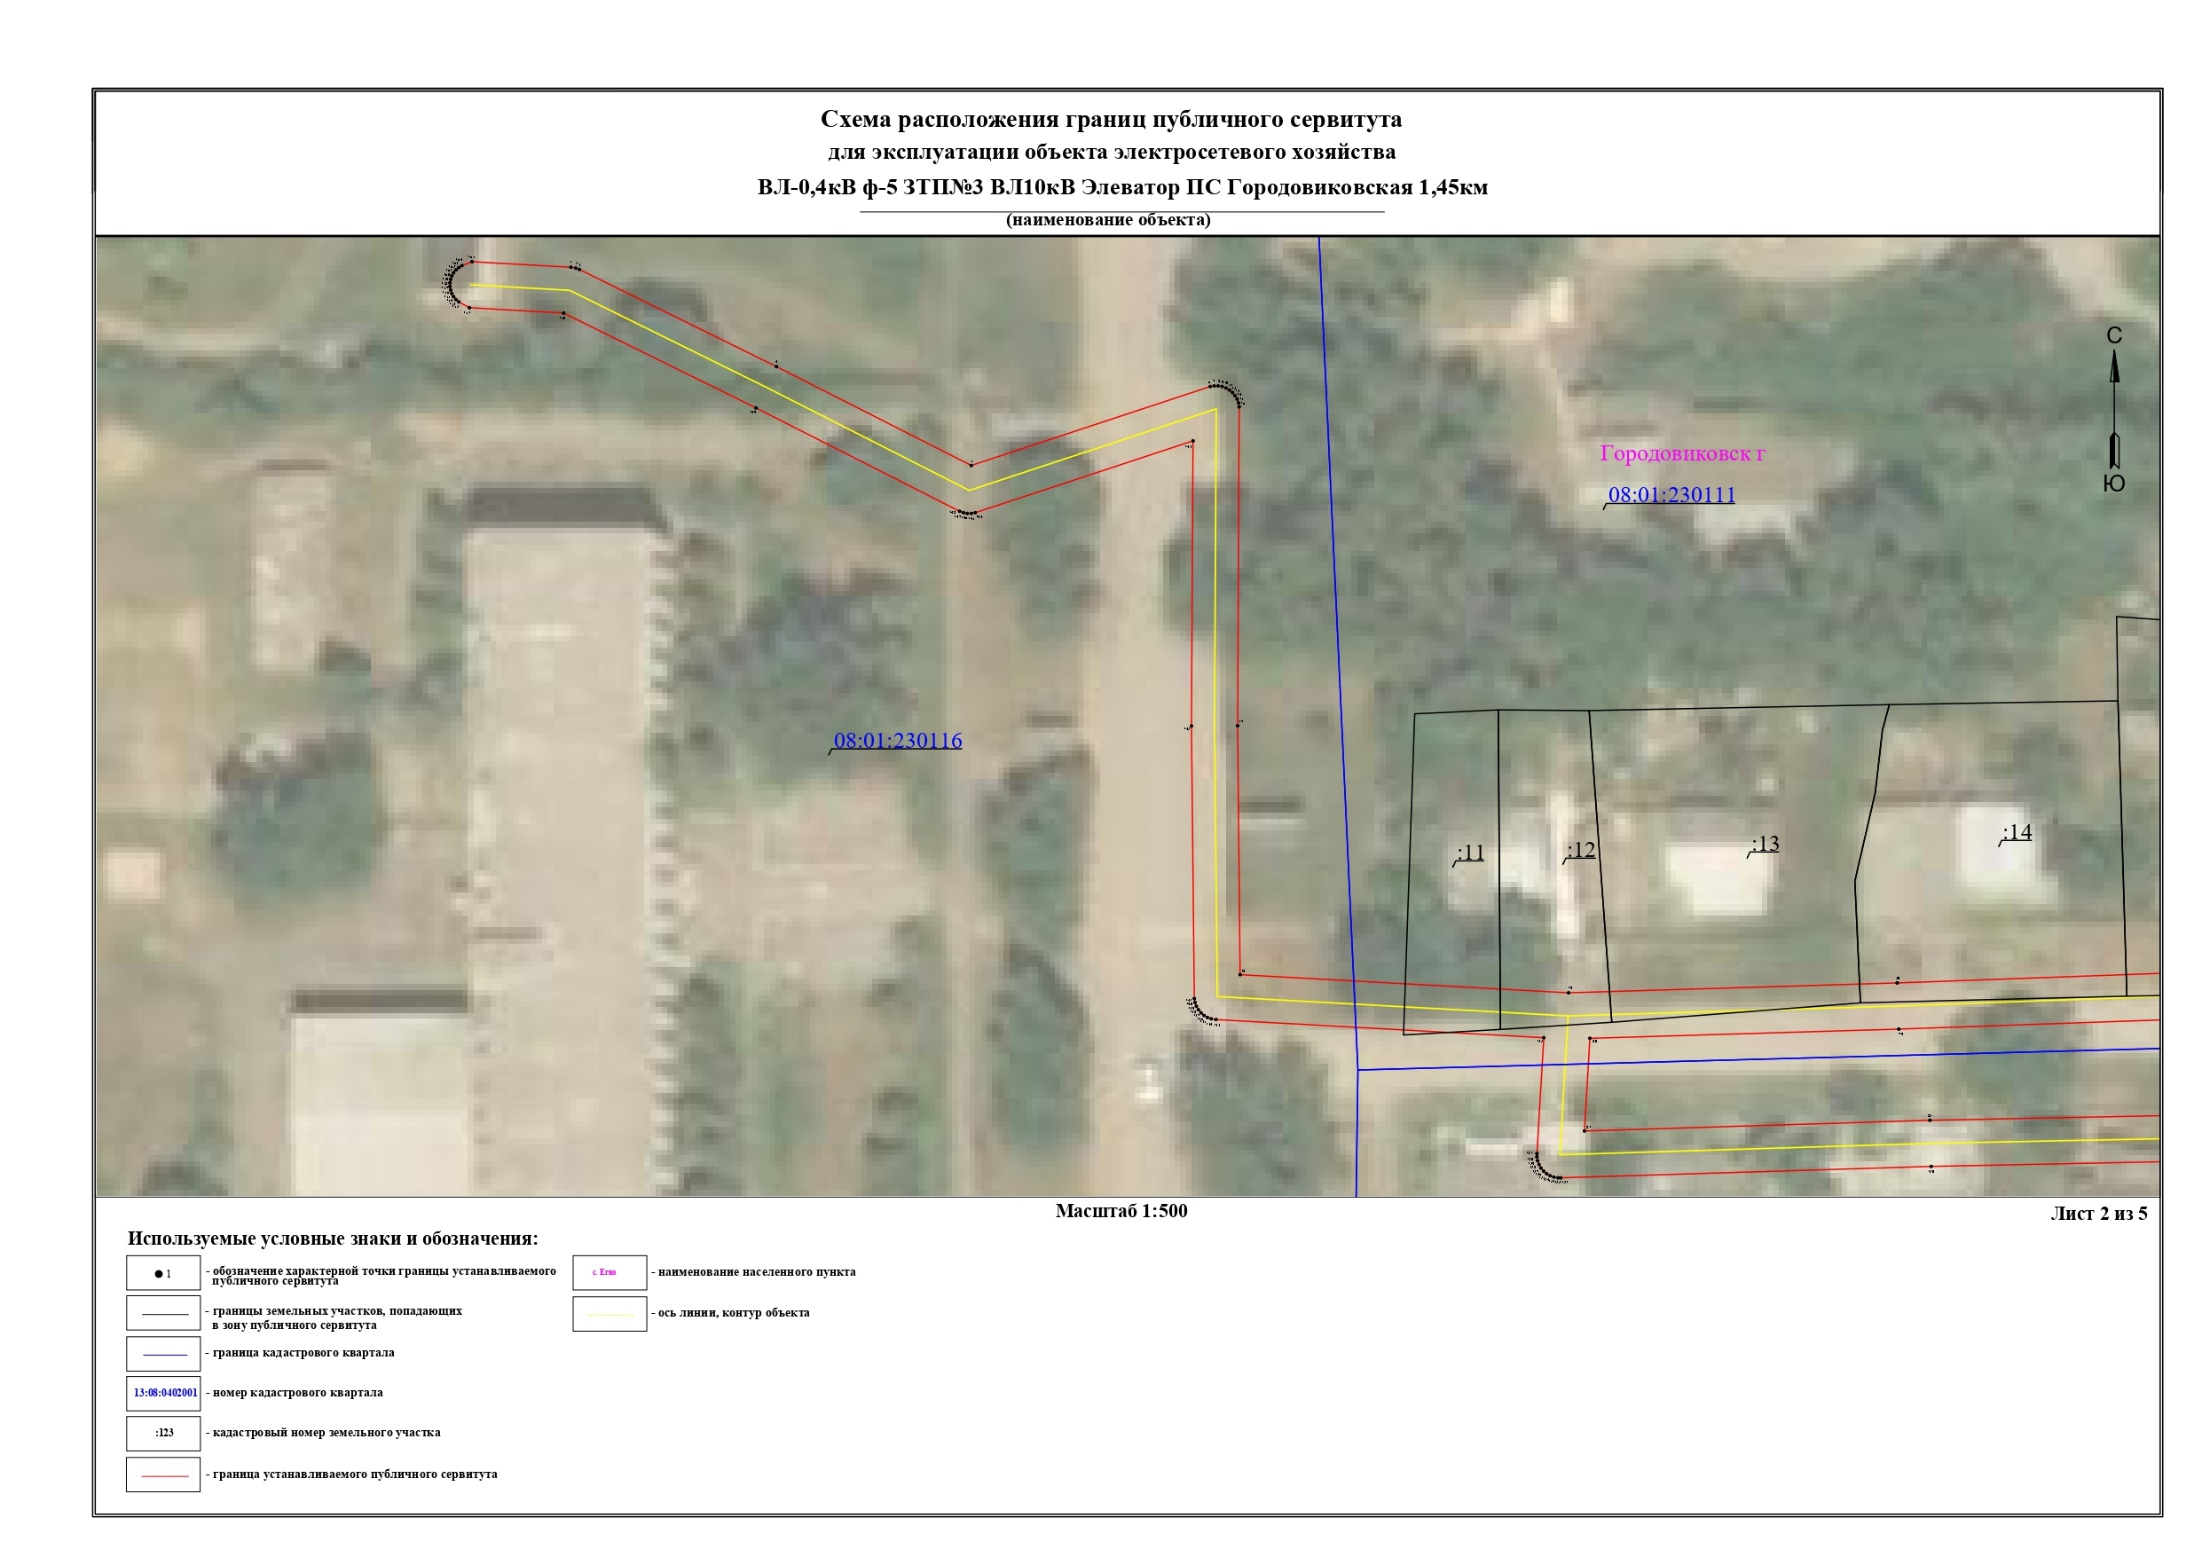 Схема расположения границ публичного сервитута
для эксплуатации объекта электросетевого хозяйства
ВЛ-0,4кВ ф-5 ЗТП№3 ВЛ10кВ Элеватор ПС Городовиковская 1,45км
(наименование объекта)
С
Ю
Городовиковск г
08:01:230111
08:01:230116
:11
:12
:13
:14
Масштаб 1:500
Лист 2 из 5
Используемые условные знаки и обозначения:
1
- обозначение характерной точки границы устанавливаемого
публичного сервитута
- границы земельных участков, попадающих
в зону публичного сервитута
- граница кадастрового квартала
13:08:0402001
- номер кадастрового квартала
:123
- кадастровый номер земельного участка
- граница устанавливаемого публичного сервитута
с. Елва
- наименование населенного пункта
- ось линии, контур объекта